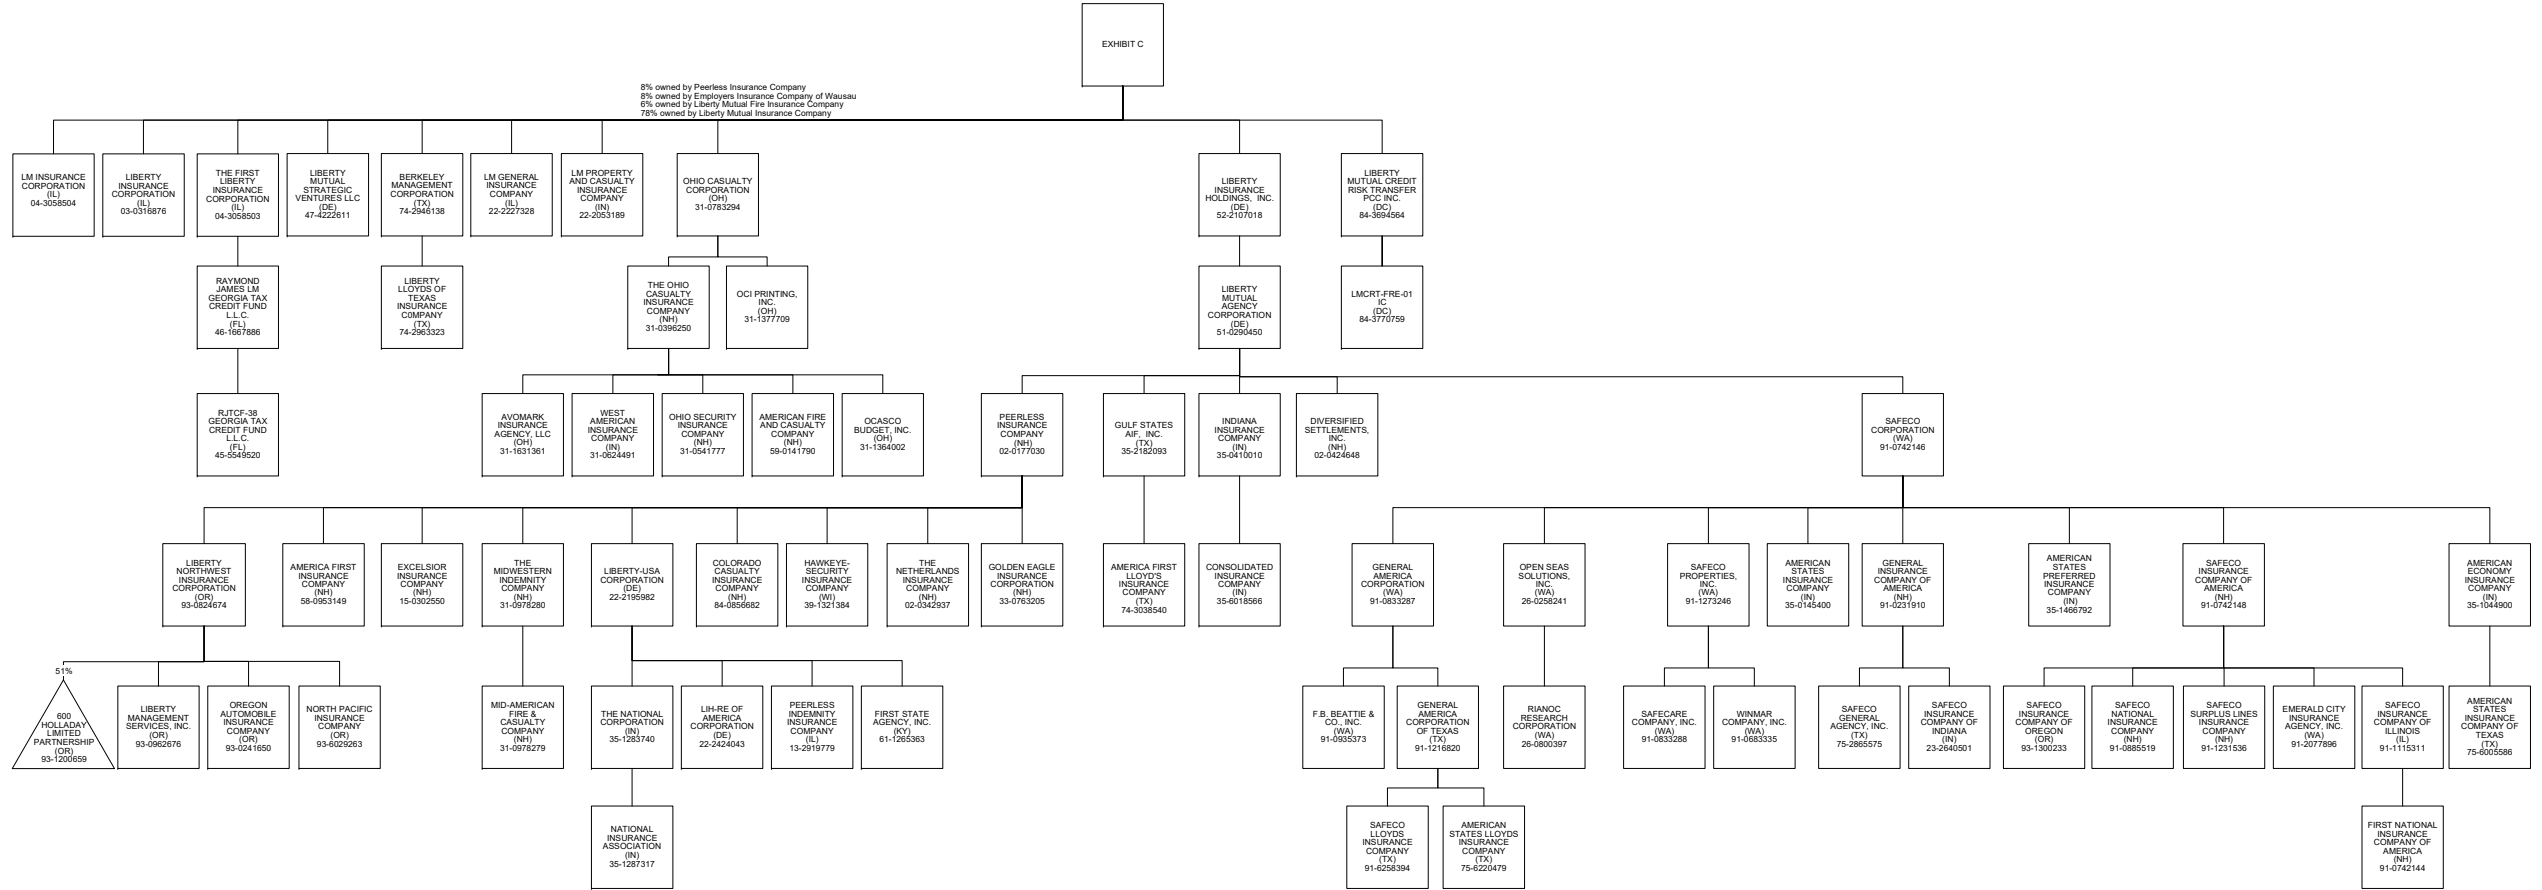 EXHIBIT C
8% owned by Peerless Insurance Company
8% owned by Employers Insurance Company of Wausau
6% owned by Liberty Mutual Fire Insurance Company
78% owned by Liberty Mutual Insurance Company
LM INSURANCE
CORPORATION
(IL)
04-3058504
LIBERTY
INSURANCE
CORPORATION
(IL)
03-0316876
THE FIRST
LIBERTY
INSURANCE
CORPORATION
(IL)
04-3058503
LIBERTY
MUTUAL
STRATEGIC
VENTURES LLC
(DE)
47-4222611
BERKELEY
MANAGEMENT
CORPORATION
(TX)
74-2946138
LM GENERAL
INSURANCE
COMPANY
(IL)
22-2227328
LM PROPERTY
AND CASUALTY
INSURANCE
COMPANY
(IN)
22-2053189
OHIO CASUALTY
CORPORATION
(OH)
31-0783294
LIBERTY
INSURANCE
HOLDINGS, INC.
(DE)
52-2107018
LIBERTY
MUTUAL CREDIT
RISK TRANSFER
PCC INC.
(DC)
84-3694564
RAYMOND
JAMES LM
GEORGIA TAX
CREDIT FUND
L.L.C.
(FL)
46-1667886
LIBERTY
LLOYDS OF
TEXAS
INSURANCE
C0MPANY
(TX)
74-2963323
THE OHIO
CASUALTY
INSURANCE
COMPANY
(NH)
31-0396250
OCI PRINTING,
INC.
(OH)
31-1377709
LIBERTY
MUTUAL
AGENCY
CORPORATION
(DE)
51-0290450
LMCRT-FRE-01
IC
(DC)
84-3770759
RJTCF-38
GEORGIA TAX
CREDIT FUND
L.L.C.
(FL)
45-5549520
AVOMARK
INSURANCE
AGENCY, LLC
(OH)
31-1631361
WEST
AMERICAN
INSURANCE
COMPANY
(IN)
31-0624491
OHIO SECURITY
INSURANCE
COMPANY
(NH)
31-0541777
AMERICAN FIRE
AND CASUALTY
COMPANY
(NH)
59-0141790
OCASCO
BUDGET, INC.
(OH)
31-1364002
PEERLESS
INSURANCE
COMPANY
(NH)
02-0177030
GULF STATES
AIF, INC.
(TX)
35-2182093
INDIANA
INSURANCE
COMPANY
(IN)
35-0410010
DIVERSIFIED
SETTLEMENTS,
INC.
(NH)
02-0424648
SAFECO
CORPORATION
(WA)
91-0742146
LIBERTY
NORTHWEST
INSURANCE
CORPORATION
(OR)
93-0824674
AMERICA FIRST
INSURANCE
COMPANY
(NH)
58-0953149
EXCELSIOR
INSURANCE
COMPANY
(NH)
15-0302550
THE
MIDWESTERN
INDEMNITY
COMPANY
(NH)
31-0978280
LIBERTY-USA
CORPORATION
(DE)
22-2195982
COLORADO
CASUALTY
INSURANCE
COMPANY
(NH)
84-0856682
HAWKEYE-
SECURITY
INSURANCE
COMPANY
(WI)
39-1321384
THE
NETHERLANDS
INSURANCE
COMPANY
(NH)
02-0342937
GOLDEN EAGLE
INSURANCE
CORPORATION
(NH)
33-0763205
AMERICA FIRST
LLOYD'S
INSURANCE
COMPANY
(TX)
74-3038540
CONSOLIDATED
INSURANCE
COMPANY
(IN)
35-6018566
GENERAL
AMERICA
CORPORATION
(WA)
91-0833287
OPEN SEAS
SOLUTIONS,
INC.
(WA)
26-0258241
SAFECO
PROPERTIES,
INC.
(WA)
91-1273246
AMERICAN
STATES
INSURANCE
COMPANY
(IN)
35-0145400
GENERAL
INSURANCE
COMPANY OF
AMERICA
(NH)
91-0231910
AMERICAN
STATES
PREFERRED
INSURANCE
COMPANY
(IN)
35-1466792
SAFECO
INSURANCE
COMPANY OF
AMERICA
(NH)
91-0742148
AMERICAN
ECONOMY
INSURANCE
COMPANY
(IN)
35-1044900
51%
600
HOLLADAY
LIMITED
PARTNERSHIP
(OR)
93-1200659
LIBERTY
MANAGEMENT
SERVICES, INC.
(OR)
93-0962676
OREGON
AUTOMOBILE
INSURANCE
COMPANY
(OR)
93-0241650
NORTH PACIFIC
INSURANCE
COMPANY
(OR)
93-6029263
MID-AMERICAN
FIRE &
CASUALTY
COMPANY
(NH)
31-0978279
THE NATIONAL
CORPORATION
(IN)
35-1283740
LIH-RE OF
AMERICA
CORPORATION
(DE)
22-2424043
PEERLESS
INDEMNITY
INSURANCE
COMPANY
(IL)
13-2919779
FIRST STATE
AGENCY, INC.
(KY)
61-1265363
F.B. BEATTIE &
CO., INC.
(WA)
91-0935373
GENERAL
AMERICA
CORPORATION
OF TEXAS
(TX)
91-1216820
RIANOC
RESEARCH
CORPORATION
(WA)
26-0800397
SAFECARE
COMPANY, INC.
(WA)
91-0833288
WINMAR
COMPANY, INC.
(WA)
91-0683335
SAFECO
GENERAL
AGENCY, INC.
(TX)
75-2865575
SAFECO
INSURANCE
COMPANY OF
INDIANA
(IN)
23-2640501
SAFECO
INSURANCE
COMPANY OF
OREGON
(OR)
93-1300233
SAFECO
NATIONAL
INSURANCE
COMPANY
(NH)
91-0885519
SAFECO
SURPLUS LINES
INSURANCE
COMPANY
(NH)
91-1231536
EMERALD CITY
INSURANCE
AGENCY, INC.
(WA)
91-2077896
SAFECO
INSURANCE
COMPANY OF
ILLINOIS
(IL)
91-1115311
AMERICAN
STATES
INSURANCE
COMPANY OF
TEXAS
(TX)
75-6005586
NATIONAL
INSURANCE
ASSOCIATION
(IN)
35-1287317
SAFECO
LLOYDS
INSURANCE
COMPANY
(TX)
91-6258394
AMERICAN
STATES LLOYDS
INSURANCE
COMPANY
(TX)
75-6220479
FIRST NATIONAL
INSURANCE
COMPANY OF
AMERICA
(NH)
91-0742144